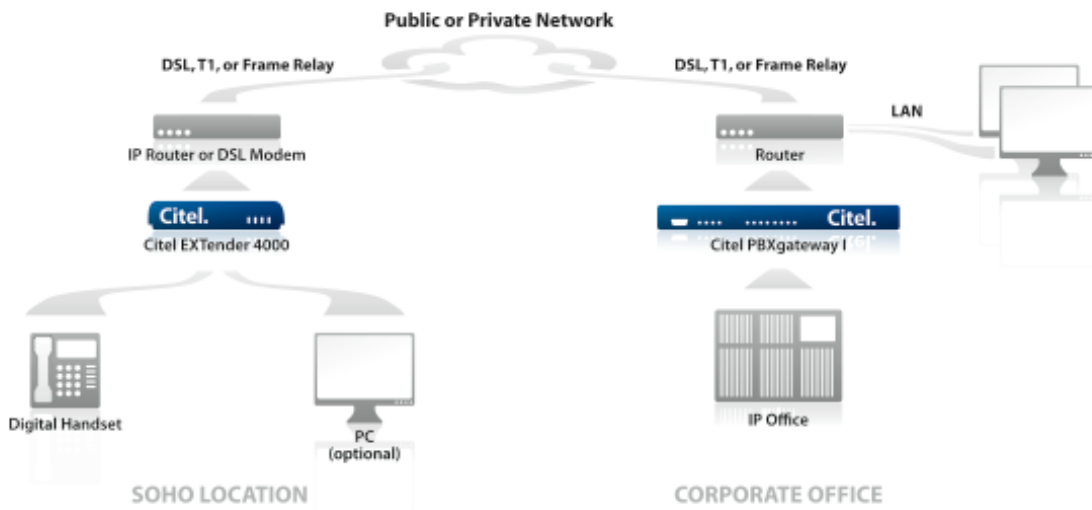 Public or Private Network
DSL, T1, or Frame Relay
DSL, T1, or Frame Relay
LAN
IP Router or DSL Modem
Router
Citel.
Citel.
Citel EXTender 4000
Citel PBXgateway I
Digital Handset
PC
(optional)
IP Office
SOHO LOCATION
CORPORATE OFFICE